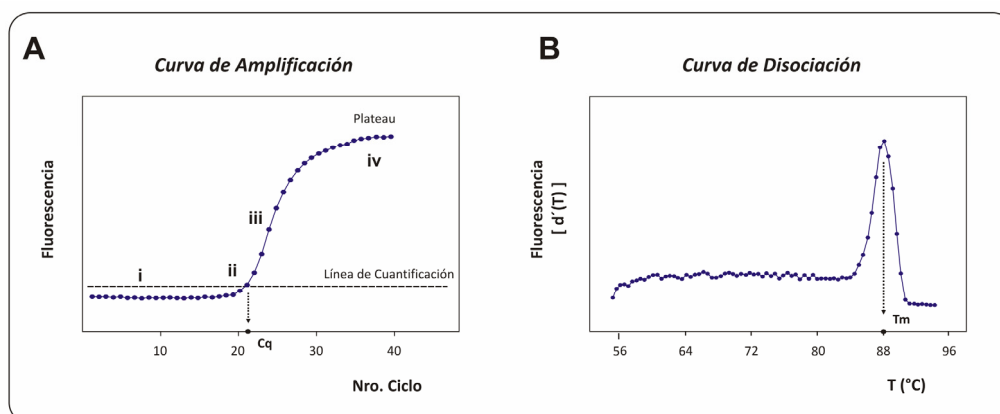 A
Curva de Amplificación
Fluorescencia
Plateau
iv
iii
ii
i
Línea de Cuantificación
Cq
10
20
30
40
Nro. Ciclo
B
Curva de Disociación
Fluorescencia
[ d´(T) ]
Tm
56
64
72
80
88
96
T (°C)